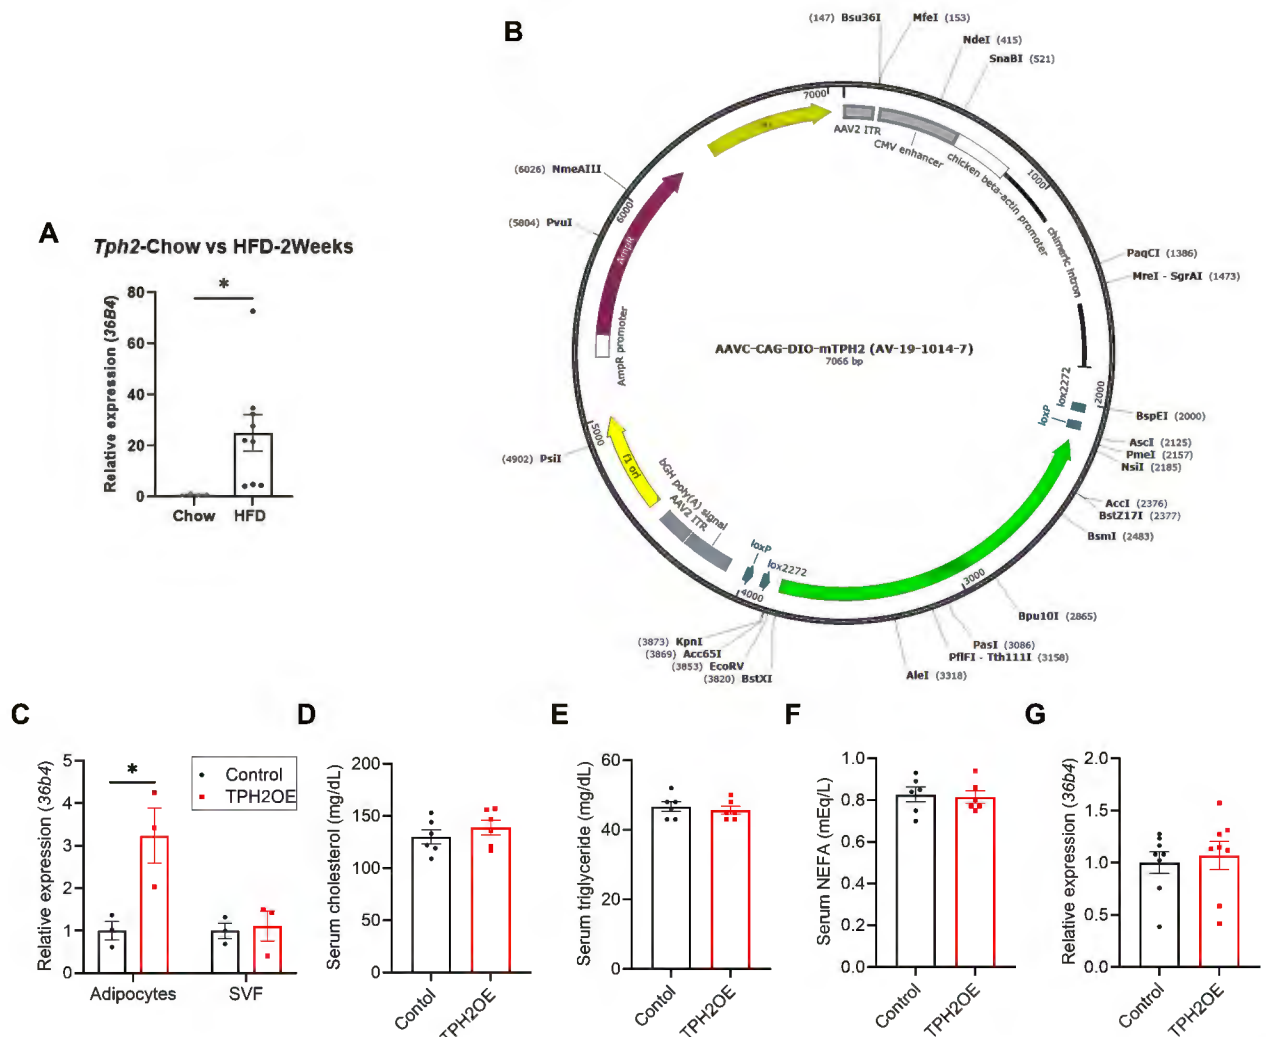 A
Tph2-Chow vs HFD-2Weeks
*
Relative expression (36B4)
80
60
40
20
0
Chow
HFD
B
(147) Bsu36I
MfeI (153)
NdeI (415)
SnaBI (521)
7000
AAV2 ITR
CMV enhancer
chicken beta-actin promoter
1000
chimeric intron
PaqCI (1386)
MreI - SgrAI (1473)
(6026) NmeAIII
6000
(5804) PvuI
AmpR
AmpR promoter
AAVC-CAG-DIO-mTPH2 (AV-19-1014-7)
7066 bp
lox2272
loxP
2000
BspEI (2000)
AscI (2125)
PmeI (2157)
NsiI (2185)
AccI (2376)
BstZ17I (2377)
BsmI (2483)
5000
(4902) PsiI
f1 ori
bGH poly(A) signal
AAV2 ITR
loxP
lox2272
4000
3000
Bpu10I (2865)
PasI (3086)
PflFI - Tth111I (3158)
AleI (3318)
(3873) KpnI
(3869) Acc65I
(3853) EcoRV
(3820) BstXI
C
Relative expression (36b4)
5
4
3
2
1
0
*
Control
TPH2OE
Adipocytes
SVF
D
Serum cholesterol (mg/dL)
200
150
100
50
0
Contol
TPH2OE
E
Serum triglyceride (mg/dL)
60
40
20
0
Control
TPH2OE
F
Serum NEFA (mEq/L)
1.0
0.8
0.6
0.4
0.2
0.0
Control
TPH2OE
G
Relative expression (36b4)
2.0
1.5
1.0
0.5
0.0
Control
TPH2OE